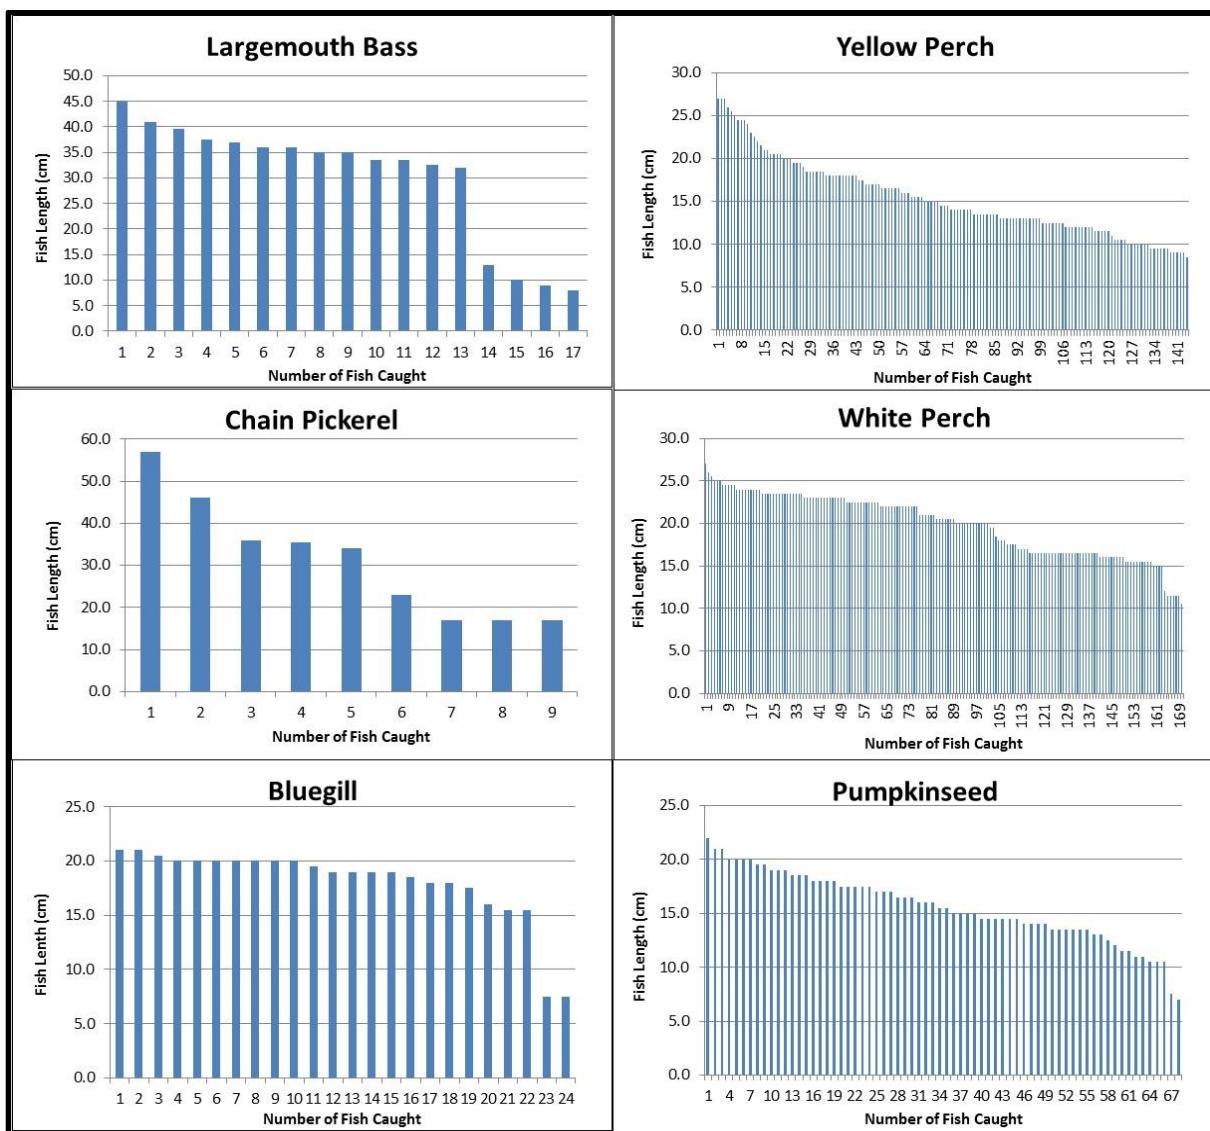 Largemouth Bass
50.0
45.0
40.0
35.0
30.0
25.0
20.0
15.0
10.0
5.0
0.0
Fish Length (cm)
1 2 3 4 5 6 7 8 9 10 11 12 13 14 15 16 17
Number of Fish Caught
Yellow Perch
30.0
25.0
20.0
15.0
10.0
5.0
0.0
Fish Length (cm)
1 8 15 22 29 36 43 50 57 64 71 78 85 92 99 106 113 120 127 134 141
Number of Fish Caught
Chain Pickerel
60.0
50.0
40.0
30.0
20.0
10.0
0.0
Fish Length (cm)
1 2 3 4 5 6 7 8 9
Number of Fish Caught
White Perch
30.0
25.0
20.0
15.0
10.0
5.0
0.0
Fish Length (cm)
1 9 17 25 33 41 49 57 65 73 81 89 97 105 113 121 129 137 145 153 161 169
Number of Fish Caught
Bluegill
25.0
20.0
15.0
10.0
5.0
0.0
Fish Lenth (cm)
1 2 3 4 5 6 7 8 9 10 11 12 13 14 15 16 17 18 19 20 21 22 23 24
Number of Fish Caught
Pumpkinseed
25.0
20.0
15.0
10.0
5.0
0.0
Fish Length (cm)
1 4 7 10 13 16 19 22 25 28 31 34 37 40 43 46 49 52 55 58 61 64 67
Number of Fish Caught